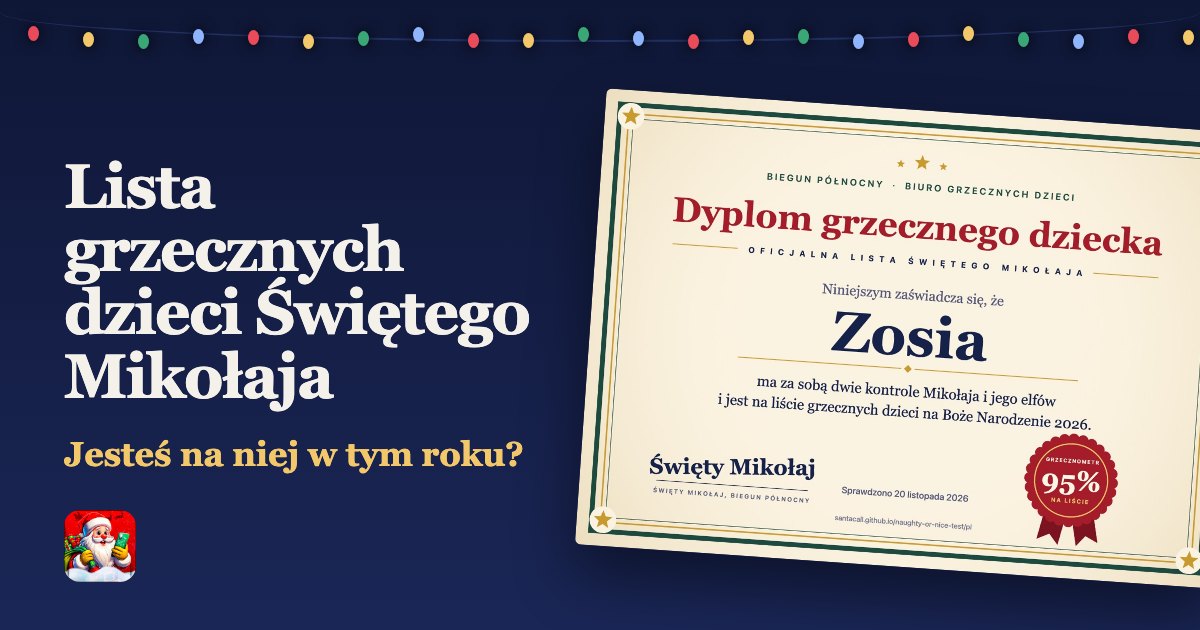 Lista
grzecznych
dzieci Świętego
Mikołaja
Jesteś na niej w tym roku?
BIEGUN PÓŁNOCNY · BIURO GRZECZNYCH DZIECI
Dyplom grzecznego dziecka
OFICJALNA LISTA ŚWIĘTEGO MIKOŁAJA
Niniejszym zaświadcza się, że
Zosia
ma za sobą dwie kontrole Mikołaja i jego elfów
i jest na liście grzecznych dzieci na Boże Narodzenie 2026.
Święty Mikołaj
ŚWIĘTY MIKOŁAJ, BIEGUN PÓŁNOCNY
Sprawdzono 20 listopada 2026
santacall.github.io/naughty-or-nice-test/pl
GRZECZNOMETR
95%
NA LIŚCIE